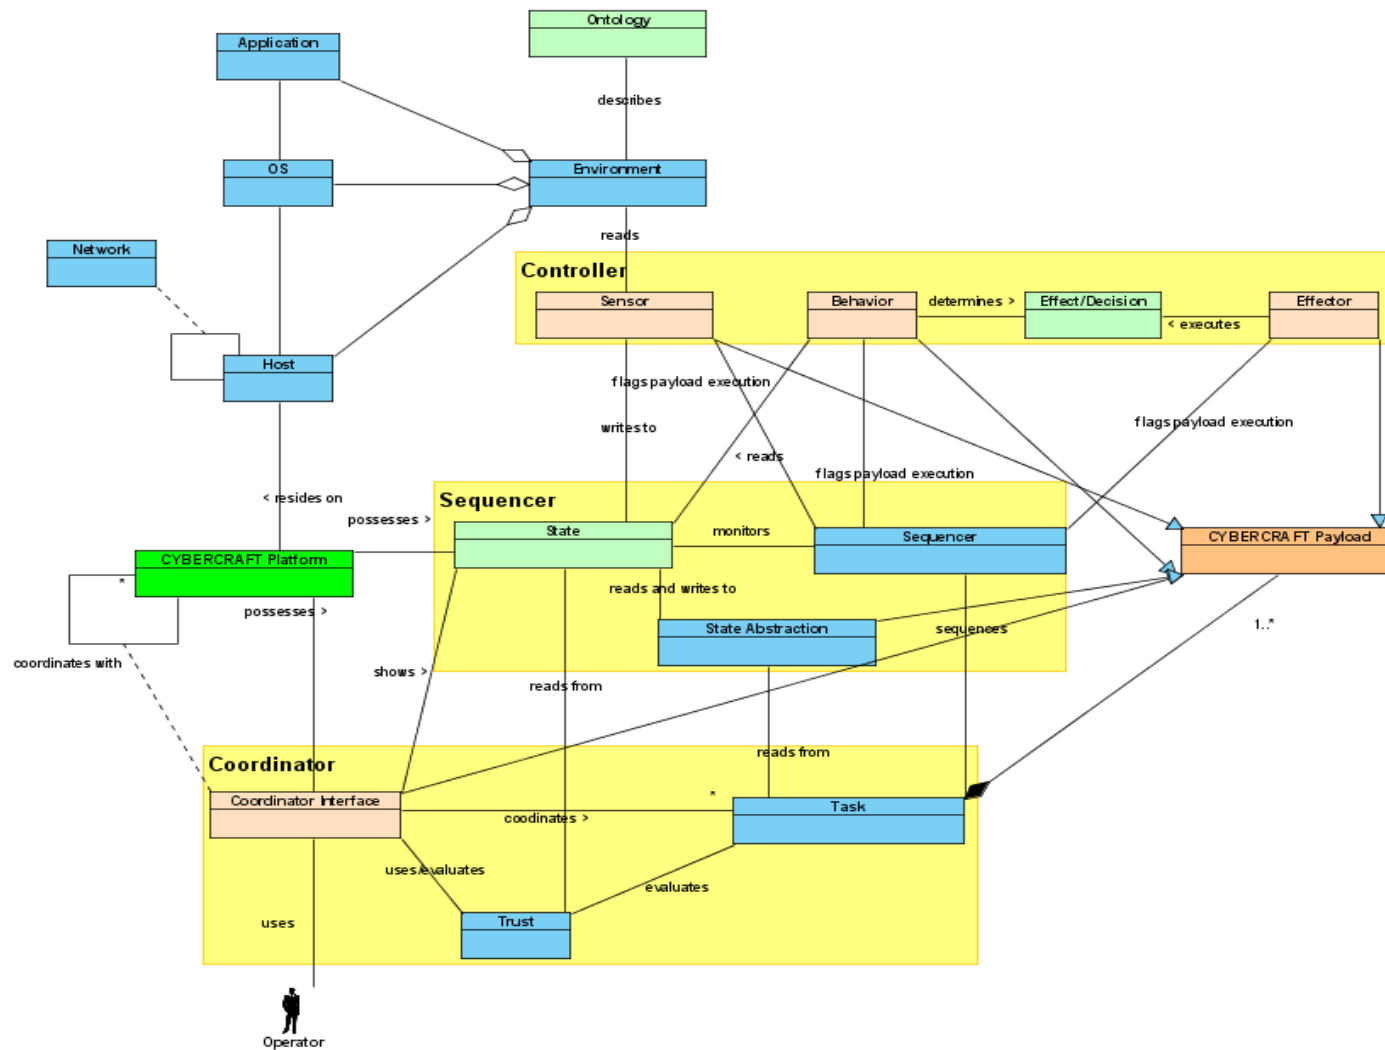 Ontology
Application
describes
OS
Environment
Network
reads
Controller
Sensor
Behavior
determines >
Effect/Decision
Effector
< executes
Host
flags payload execution
writes to
flags payload execution
< reads
flags payload execution
< resides on
Sequencer
possesses >
State
monitors
Sequencer
CYBERCRAFT Payload
CYBERCRAFT Platform
*
reads and writes to
possesses >
State Abstraction
sequences
1..*
coordinates with
shows >
reads from
reads from
Coordinator
Coordinator Interface
*
Task
coodinates >
uses/evaluates
evaluates
Trust
uses
Operator